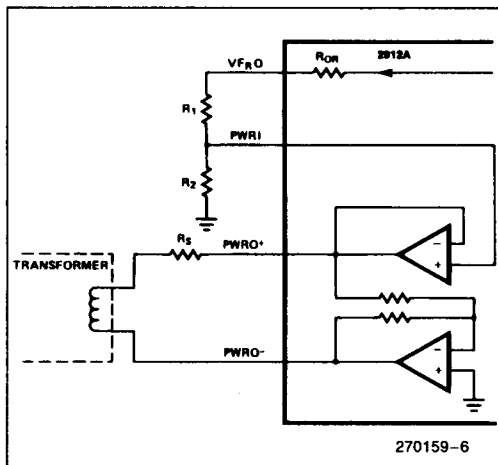 VFRO
ROR
2912A
R1
PWRI
R2
RS
PWRO+
TRANSFORMER
-
+
PWRO-
-
+
270159-6